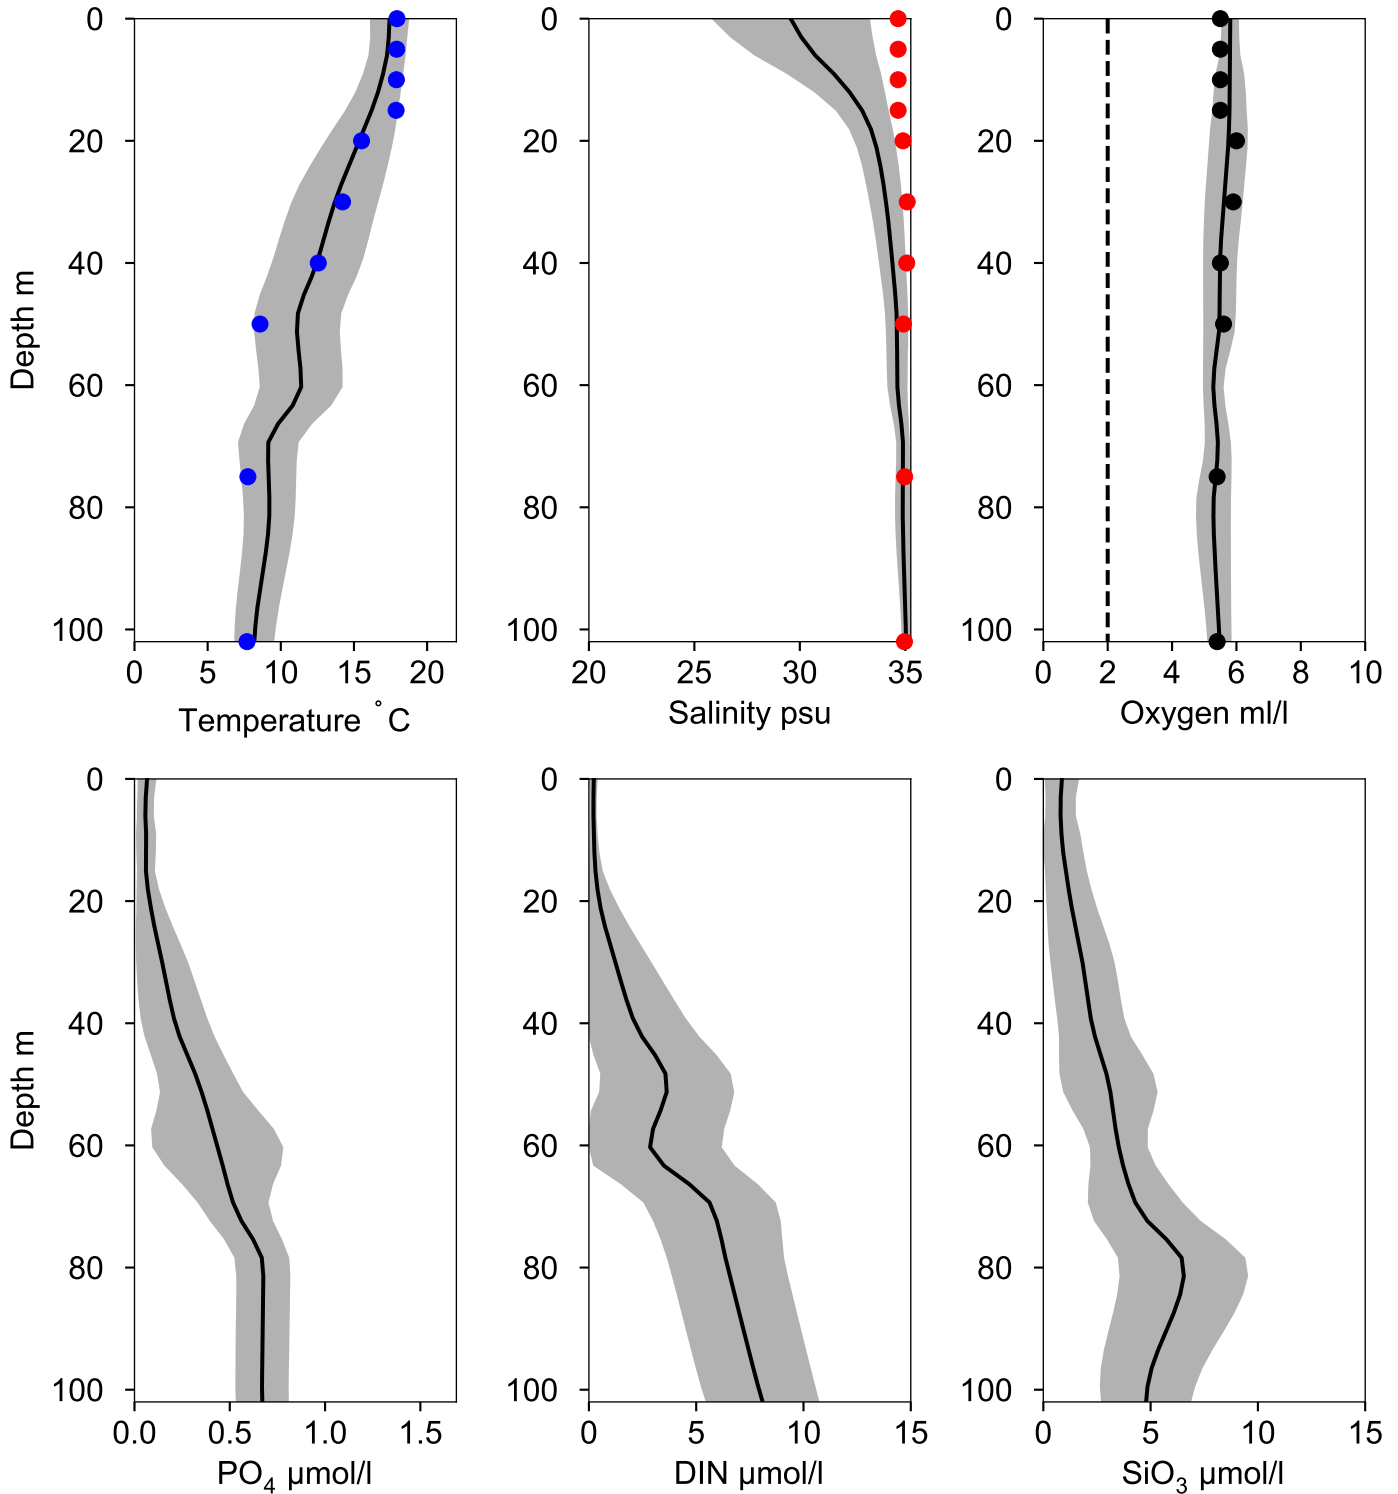 0
20
40
60
80
100
Depth m
0 5 10 15 20
Temperature °C
0
20
40
60
80
100
20 25 30 35
Salinity psu
0
20
40
60
80
100
0 2 4 6 8 10
Oxygen ml/l
0
20
40
60
80
100
Depth m
0.0 0.5 1.0 1.5
PO₄ µmol/l
0
20
40
60
80
100
0 5 10 15
DIN µmol/l
0
20
40
60
80
100
0 5 10 15
SiO₃ µmol/l